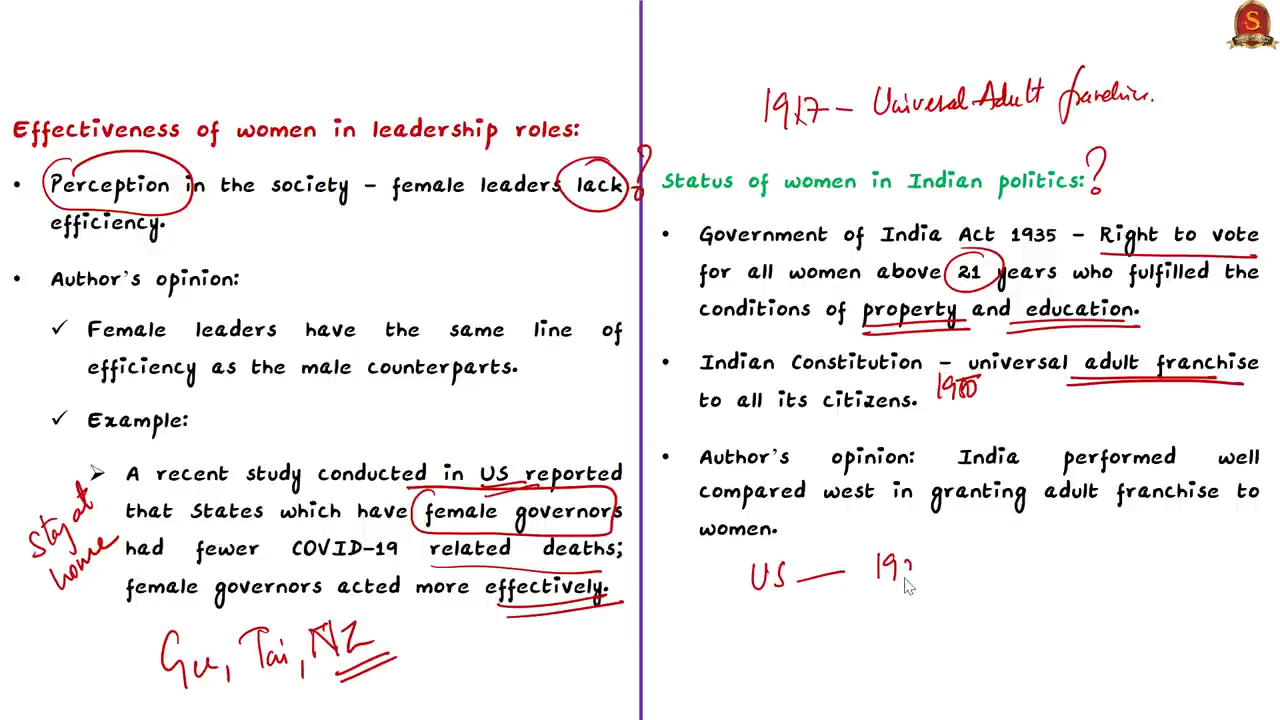 Effectiveness of women in leadership roles:
• Perception in the society – female leaders lack ?
efficiency.
• Author's opinion:
✓ Female leaders have the same line of
efficiency as the male counterparts.
✓ Example:
➢ A recent study conducted in US reported
that States which have female governors
had fewer COVID-19 related deaths;
female governors acted more effectively.
Stay at
home
Tai, NZ
Universal Adult franchise.
Status of women in Indian politics: ?
• Government of India Act 1935 – Right to vote
for all women above 21 years who fulfilled the
conditions of property and education.
• Indian Constitution – universal adult franchise
to all its citizens.
• Author's opinion: India performed well
compared west in granting adult franchise to
women.
US — 19
S